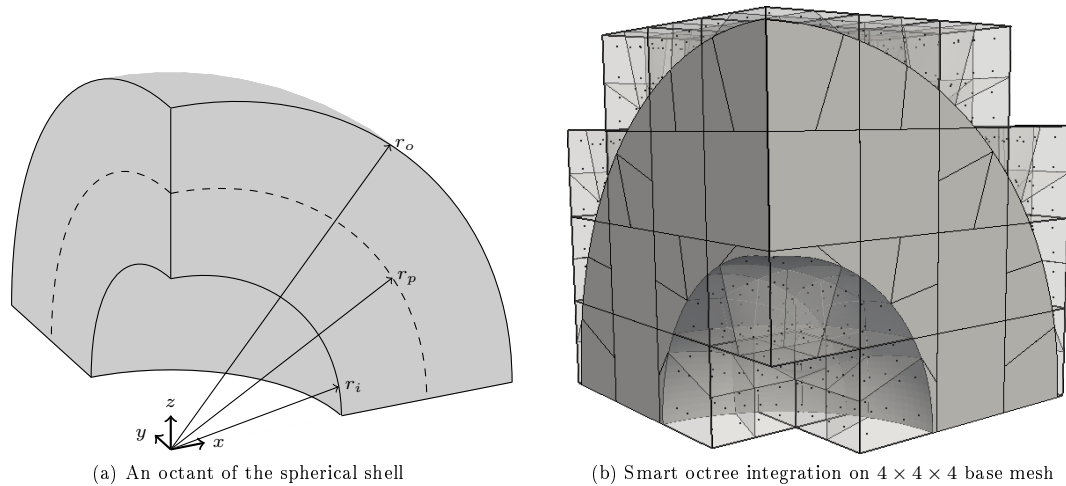 r_o
r_p
r_i
z
y
x
(a) An octant of the spherical shell
(b) Smart octree integration on 4 × 4 × 4 base mesh